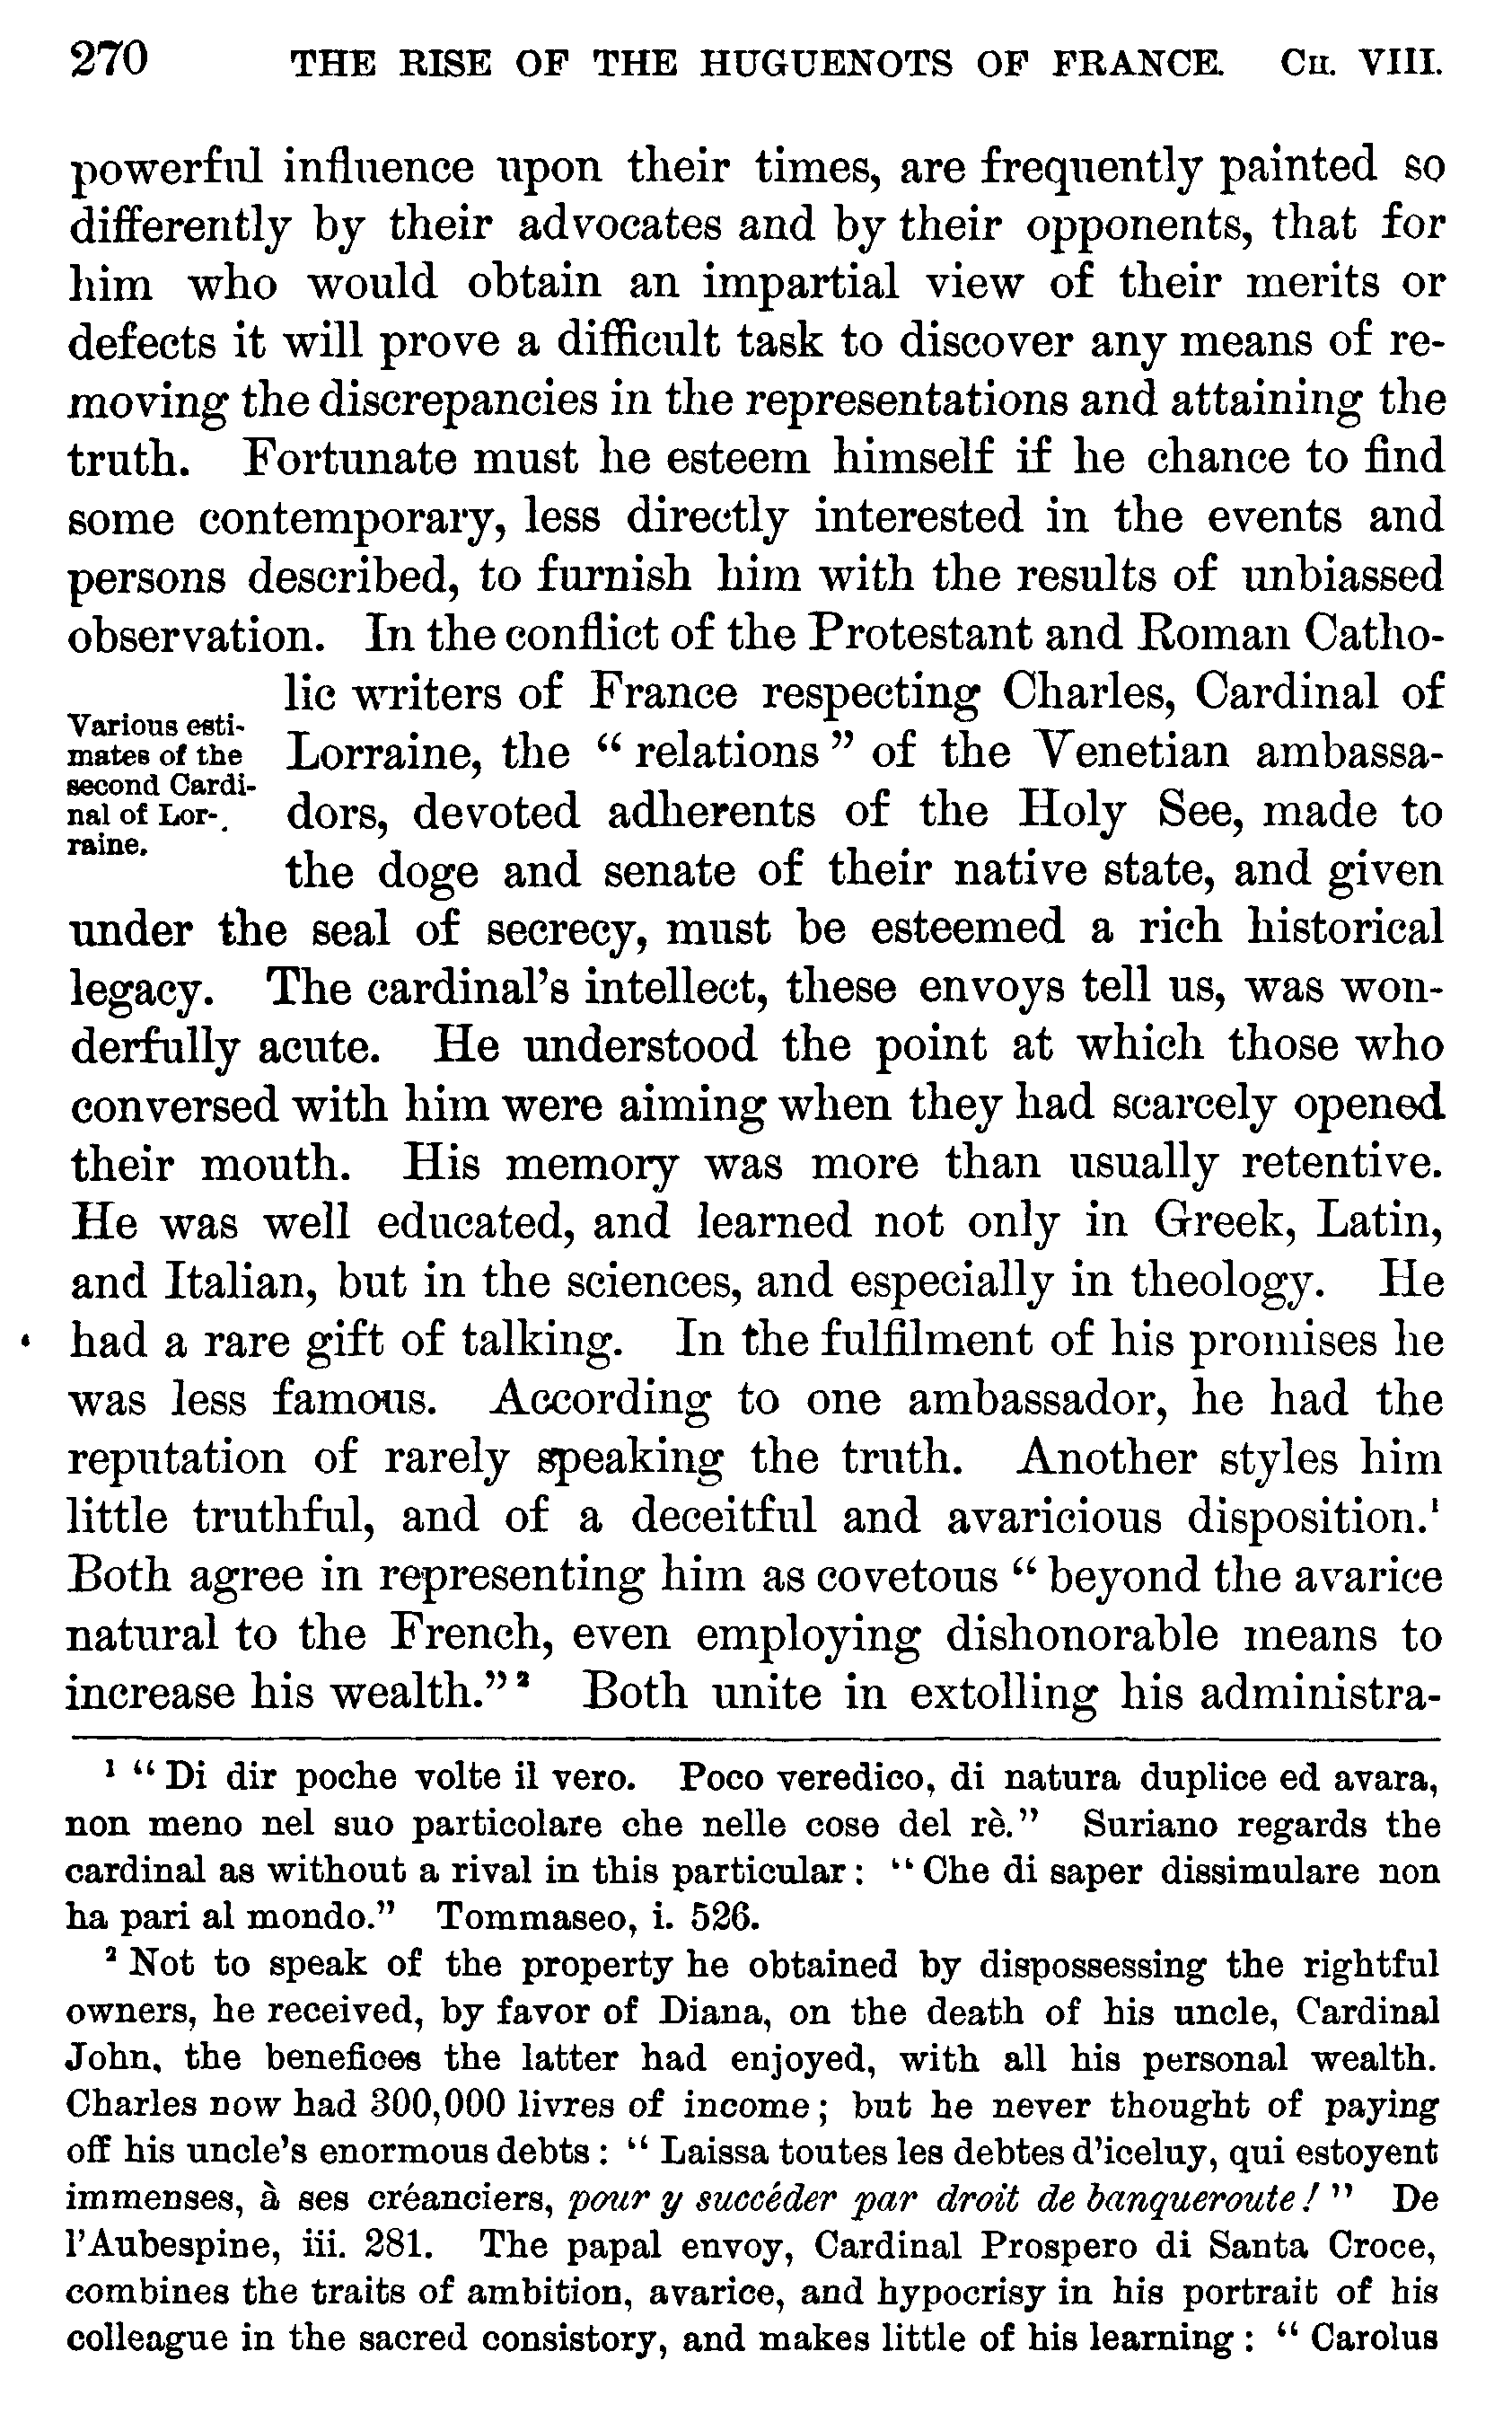 270 THE RISE OF THE HUGUENOTS OF FRANCE. CH. VIII.
powerful influence upon their times, are frequently painted so
differently by their advocates and by their opponents, that for
him who would obtain an impartial view of their merits or
defects it will prove a difficult task to discover any means of re-
moving the discrepancies in the representations and attaining the
truth. Fortunate must he esteem himself if he chance to find
some contemporary, less directly interested in the events and
persons described, to furnish him with the results of unbiassed
observation. In the conflict of the Protestant and Roman Catho-
Various esti-
mates of the
second Cardi-
nal of Lor-
raine.
lic writers of France respecting Charles, Cardinal of
Lorraine, the “ relations ” of the Venetian ambassa-
dors, devoted adherents of the Holy See, made to
the doge and senate of their native state, and given
under the seal of secrecy, must be esteemed a rich historical
legacy. The cardinal’s intellect, these envoys tell us, was won-
derfully acute. He understood the point at which those who
conversed with him were aiming when they had scarcely opened
their mouth. His memory was more than usually retentive.
He was well educated, and learned not only in Greek, Latin,
and Italian, but in the sciences, and especially in theology. He
had a rare gift of talking. In the fulfilment of his promises he
was less famous. According to one ambassador, he had the
reputation of rarely speaking the truth. Another styles him
little truthful, and of a deceitful and avaricious disposition.¹
Both agree in representing him as covetous “ beyond the avarice
natural to the French, even employing dishonorable means to
increase his wealth.” ² Both unite in extolling his administra-
¹ “ Di dir poche volte il vero. Poco veredico, di natura duplice ed avara,
non meno nel suo particolare che nelle cose del rè.” Suriano regards the
cardinal as without a rival in this particular: “ Che di saper dissimulare non
ha pari al mondo.” Tommaseo, i. 526.
² Not to speak of the property he obtained by dispossessing the rightful
owners, he received, by favor of Diana, on the death of his uncle, Cardinal
John, the benefices the latter had enjoyed, with all his personal wealth.
Charles now had 300,000 livres of income; but he never thought of paying
off his uncle’s enormous debts: “ Laissa toutes les debtes d’iceluy, qui estoyent
immenses, à ses créanciers, pour y succéder par droit de banqueroute! ” De
l’Aubespine, iii. 281. The papal envoy, Cardinal Prospero di Santa Croce,
combines the traits of ambition, avarice, and hypocrisy in his portrait of his
colleague in the sacred consistory, and makes little of his learning: “ Carolus